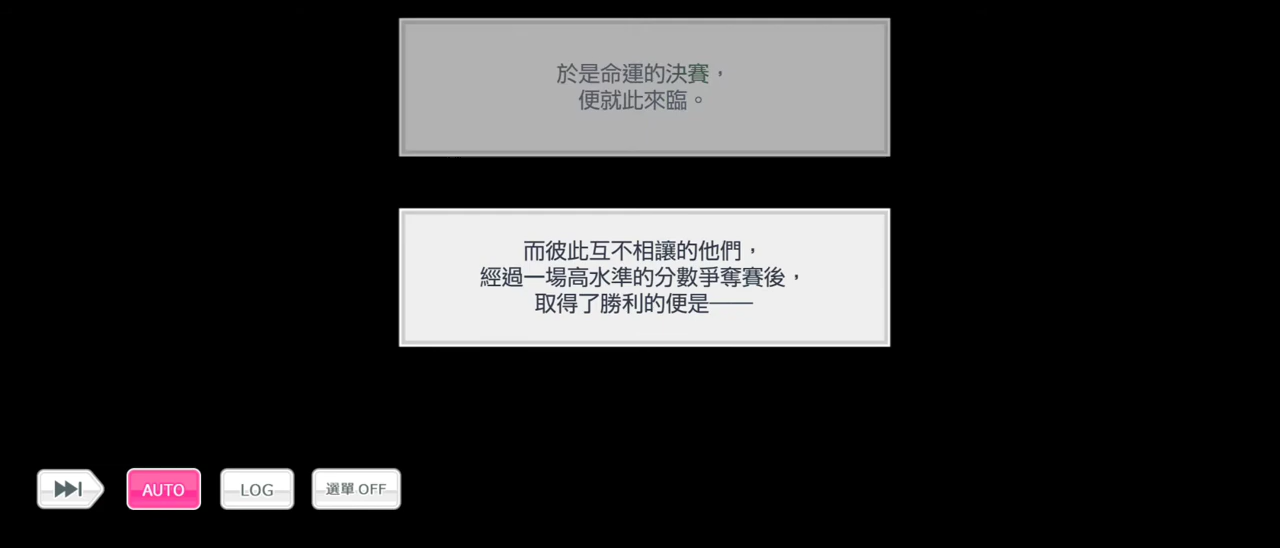 於是命運的決賽，
便就此來臨。
而彼此互不相讓的他們，
經過一場高水準的分數爭奪賽後，
取得了勝利的便是——
AUTO
LOG
選單 OFF